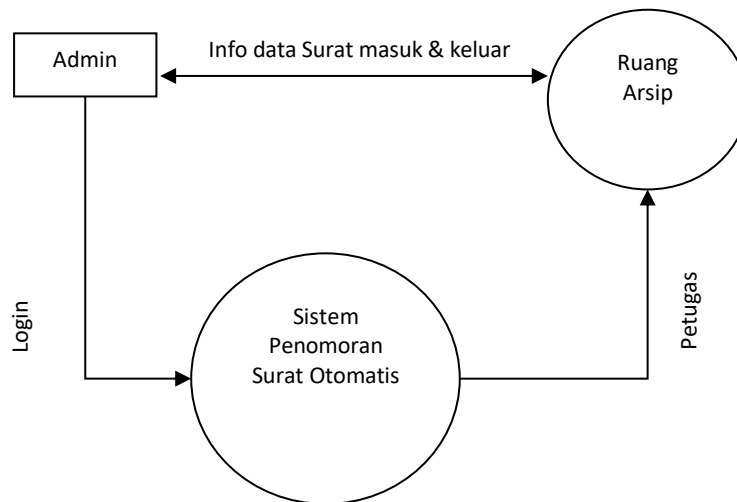 Admin
Info data Surat masuk & keluar
Ruang
Arsip
Login
Sistem
Penomoran
Surat Otomatis
Petugas